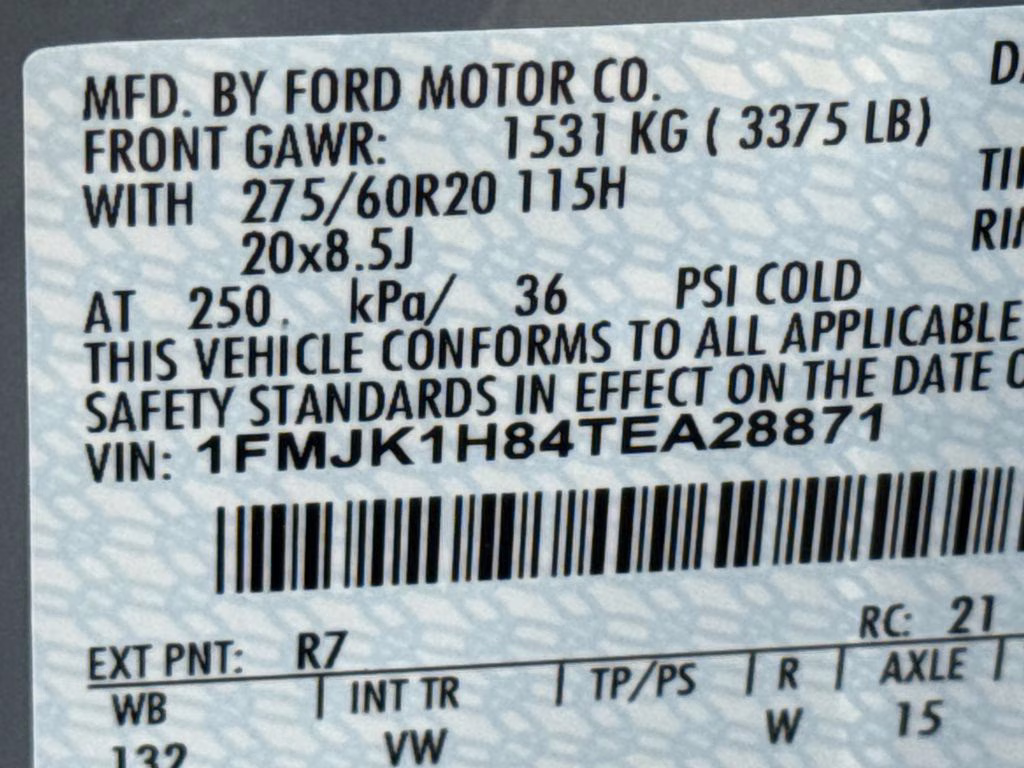 MFD. BY FORD MOTOR CO.
FRONT GAWR: 1531 KG ( 3375 LB)
WITH 275/60R20 115H
20x8.5J
AT 250 kPa/ 36 PSI COLD
THIS VEHICLE CONFORMS TO ALL APPLICABLE
SAFETY STANDARDS IN EFFECT ON THE DATE
VIN: 1FMJK1H84TEA28871
EXT PNT: R7 RC: 21
WB | INT TR | TP/PS | R | AXLE |
132 VW W 15